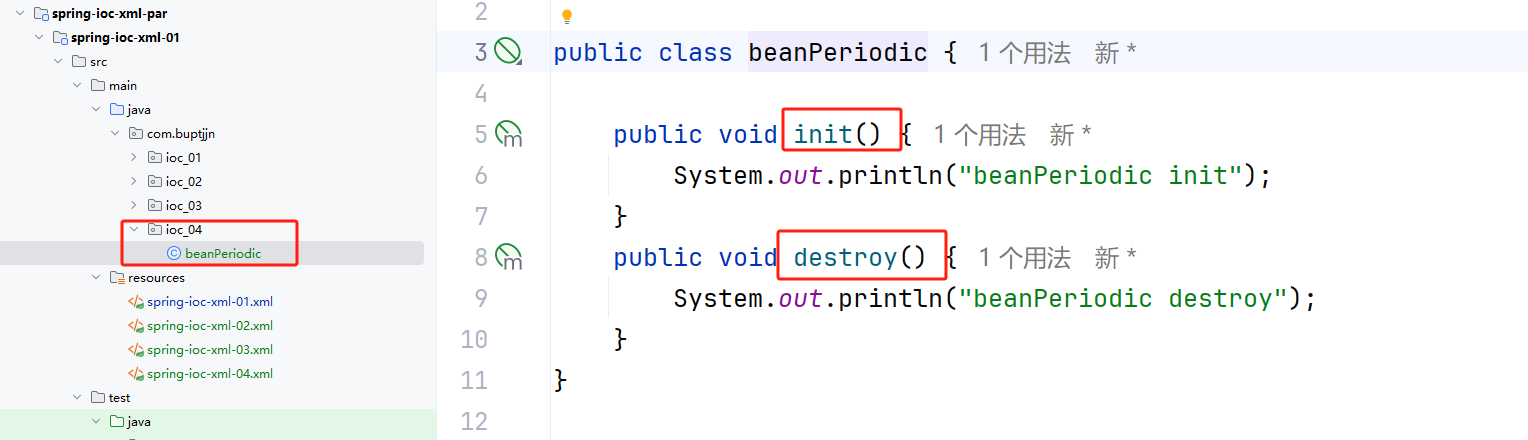 spring-ioc-xml-par
spring-ioc-xml-01
src
main
java
com.buptjjn
ioc_01
ioc_02
ioc_03
ioc_04
beanPeriodic
resources
spring-ioc-xml-01.xml
spring-ioc-xml-02.xml
spring-ioc-xml-03.xml
spring-ioc-xml-04.xml
test
java
2
3 public class beanPeriodic { 1 个用法 新 *
4
5 public void init() { 1 个用法 新 *
6 System.out.println("beanPeriodic init");
7 }
8 public void destroy() { 1 个用法 新 *
9 System.out.println("beanPeriodic destroy");
10 }
11 }
12